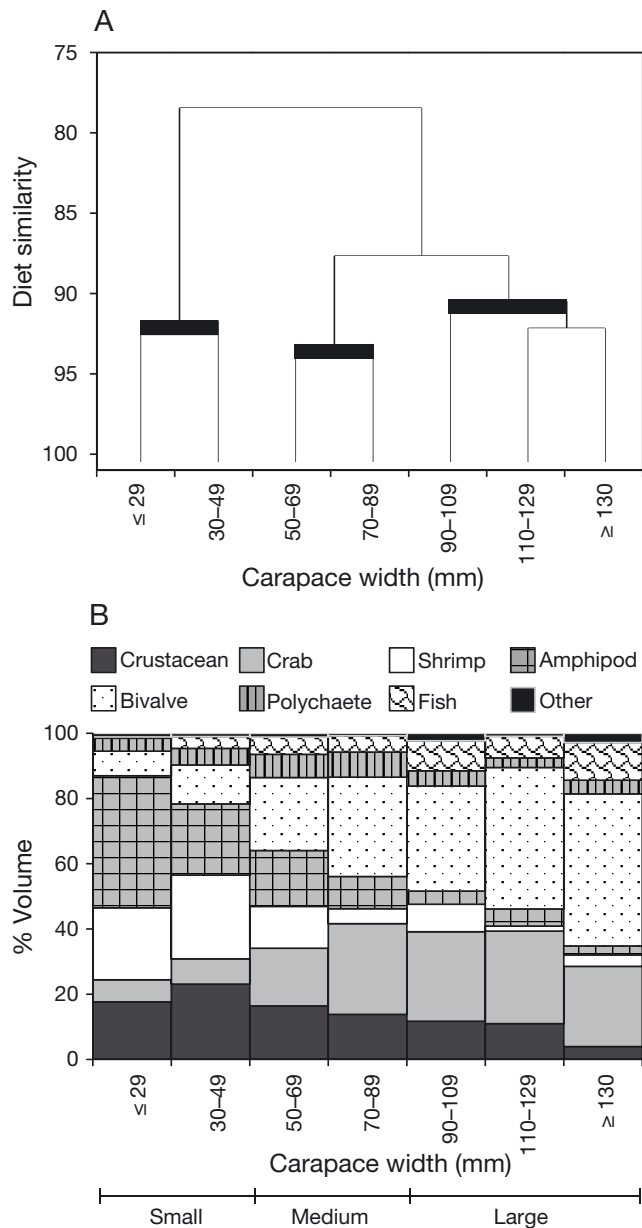 A
75
80
85
90
95
100
Diet similarity
≤ 29
30–49
50–69
70–89
90–109
110–129
≥ 130
Carapace width (mm)
B
Crustacean Crab Shrimp Amphipod
Bivalve Polychaete Fish Other
100
80
60
40
20
0
% Volume
≤ 29
30–49
50–69
70–89
90–109
110–129
≥ 130
Carapace width (mm)
Small Medium Large